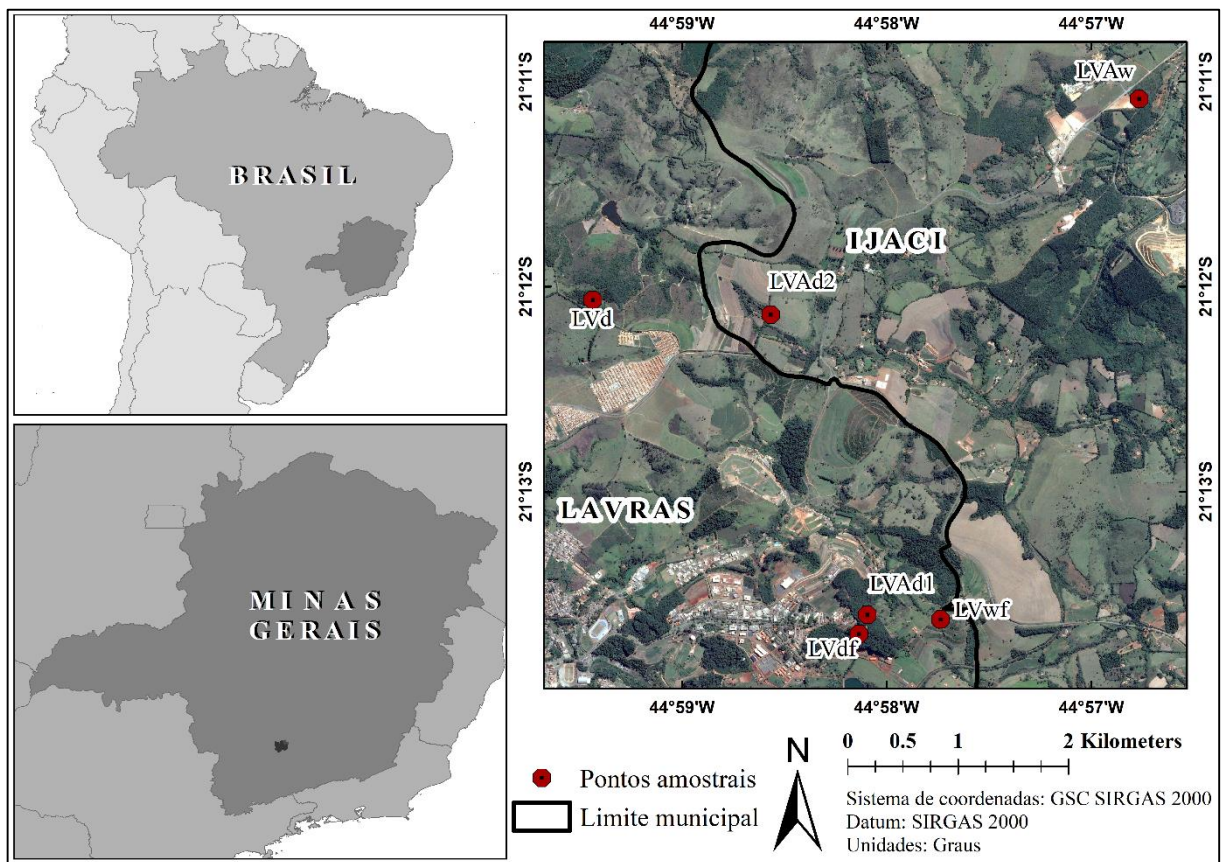 BRASIL
MINAS
GERAIS
44°59'W 44°58'W 44°57'W
21°11'S 21°11'S
LVAw
IJACI
LVAd2
21°12'S 21°12'S
LVd
21°13'S 21°13'S
LAVRAS
LVAd1
LVwf
LVdf
44°59'W 44°58'W 44°57'W
Pontos amostrais
Limite municipal
N
0 0.5 1 2 Kilometers
Sistema de coordenadas: GSC SIRGAS 2000
Datum: SIRGAS 2000
Unidades: Graus